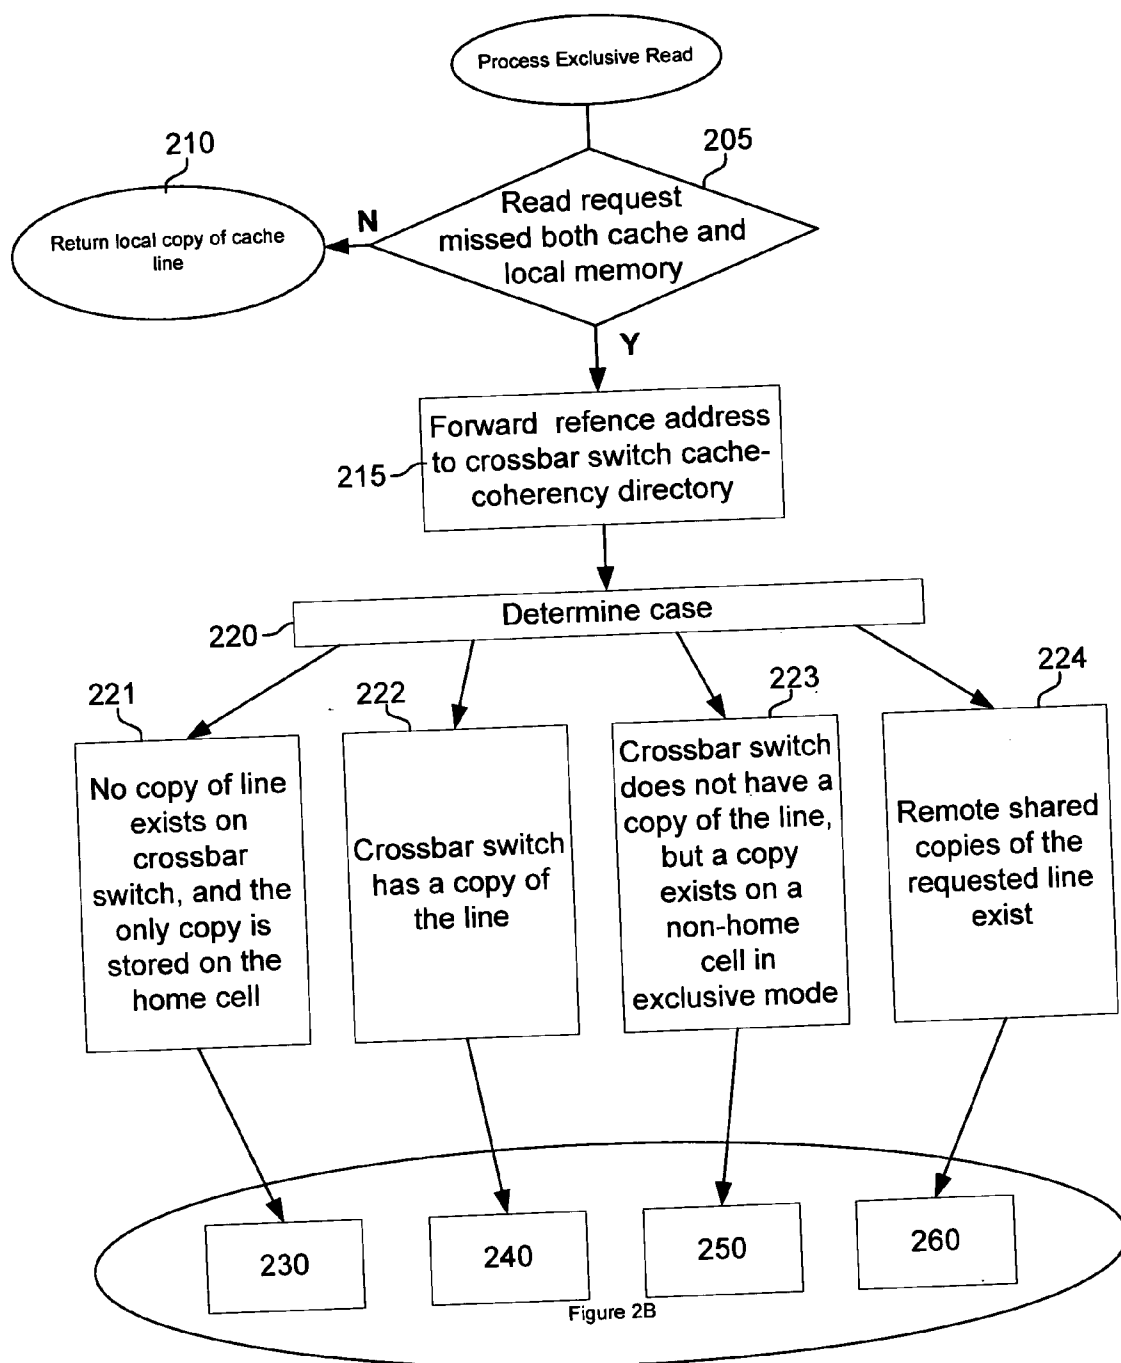 Process Exclusive Read
205
210
Read request
missed both cache and
local memory
N
Return local copy of cache
line
Y
Forward refence address
to crossbar switch cache-
coherency directory
215
Determine case
220
221
222
223
224
No copy of line
exists on
crossbar
switch, and the
only copy is
stored on the
home cell
Crossbar switch
has a copy of
the line
Crossbar switch
does not have a
copy of the line,
but a copy
exists on a
non-home
cell in
exclusive mode
Remote shared
copies of the
requested line
exist
230
240
250
260
Figure 2B